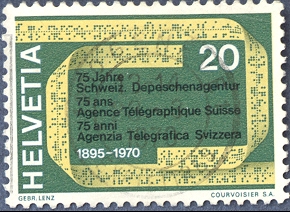 HELVETIA
20
75 Jahre
Schweiz. Depeschenagentur
75 ans
Agence Télégraphique Suisse
75 anni
Agenzia Telegrafica Svizzera
1895-1970
GEBR. LENZ
COURVOISIER S.A.